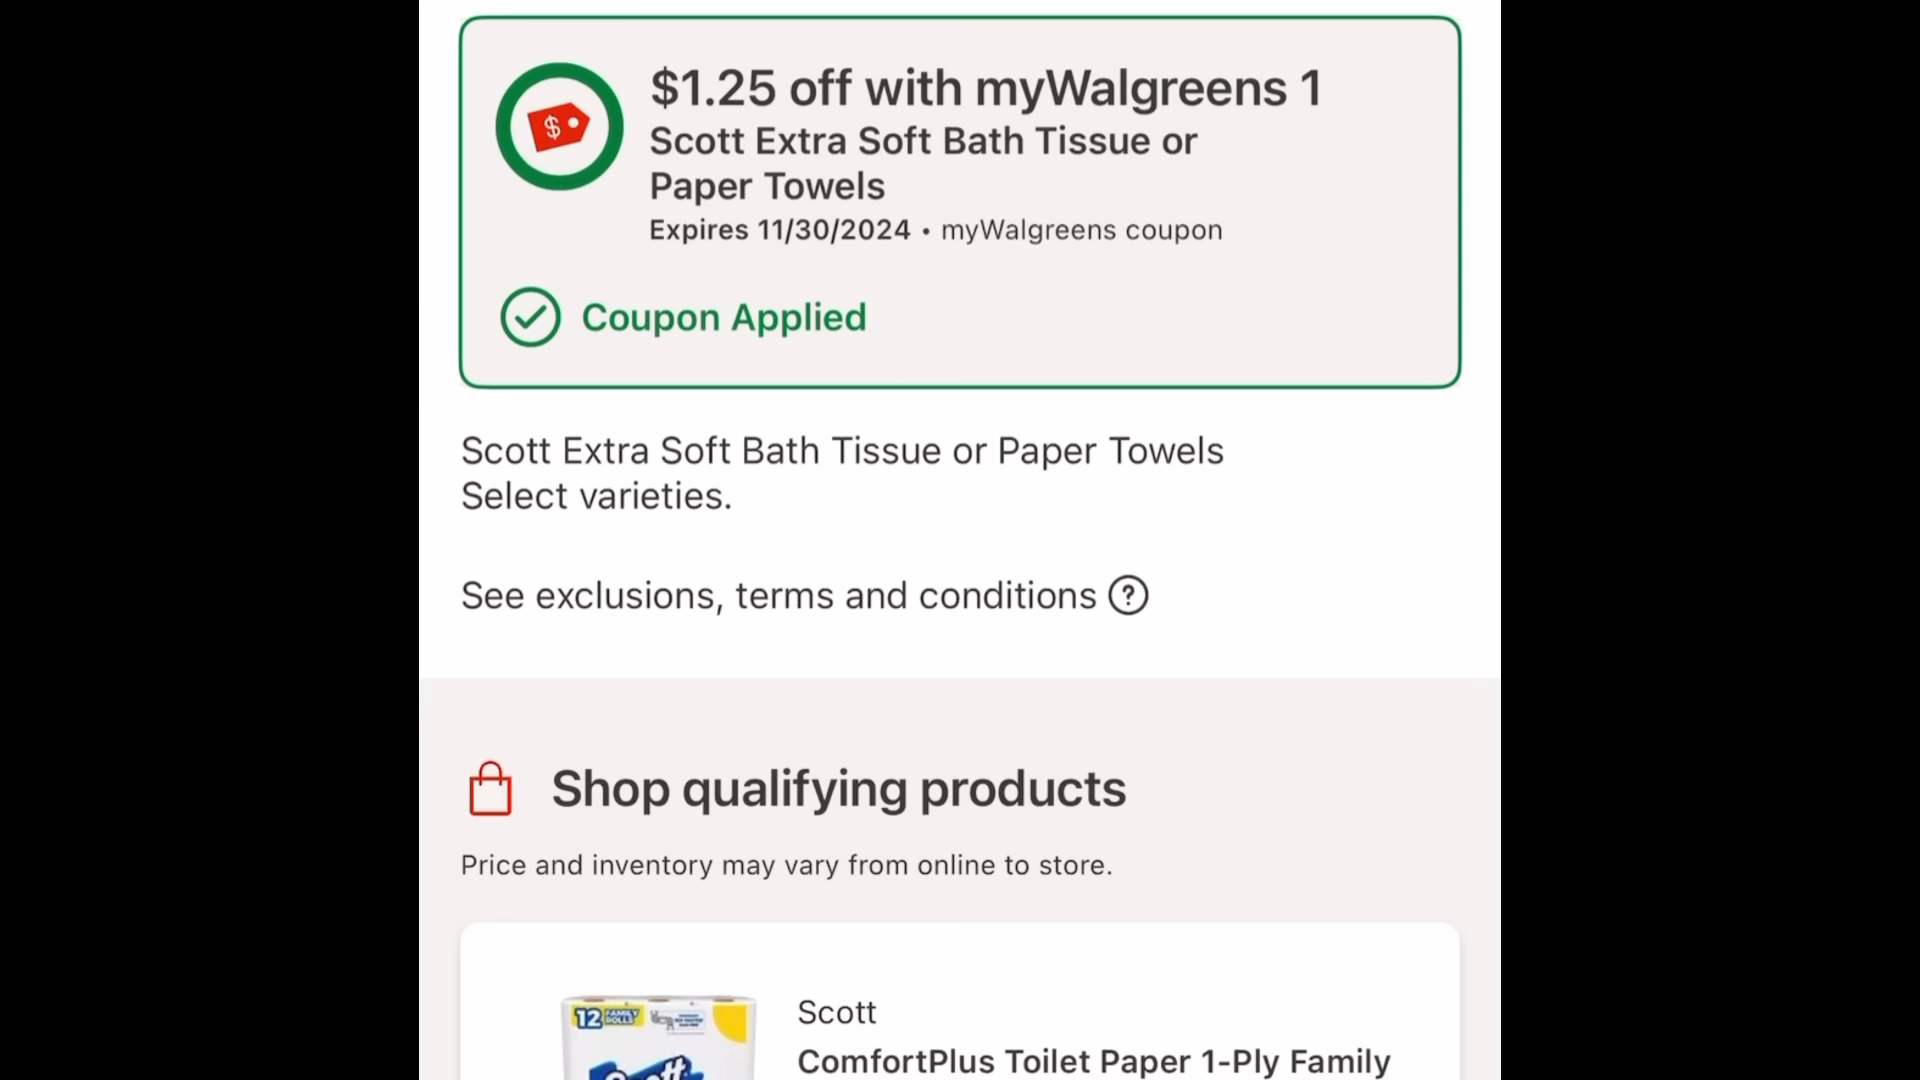 $1.25 off with myWalgreens 1
Scott Extra Soft Bath Tissue or
Paper Towels
Expires 11/30/2024 • myWalgreens coupon
$
Coupon Applied
Scott Extra Soft Bath Tissue or Paper Towels
Select varieties.
See exclusions, terms and conditions ?
Shop qualifying products
Price and inventory may vary from online to store.
12 FAMILY ROLLS
Scott
Scott
ComfortPlus Toilet Paper 1-Ply Family